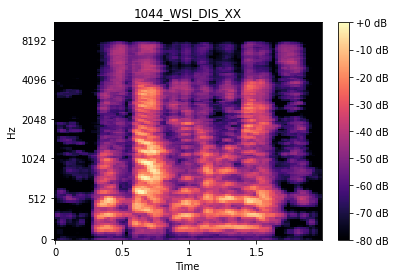 1044_WSI_DIS_XX
+0 dB
8192
-10 dB
4096
-20 dB
-30 dB
2048
Hz
-40 dB
1024
-50 dB
512
-60 dB
-70 dB
0
-80 dB
0
0.5
1
1.5
Time